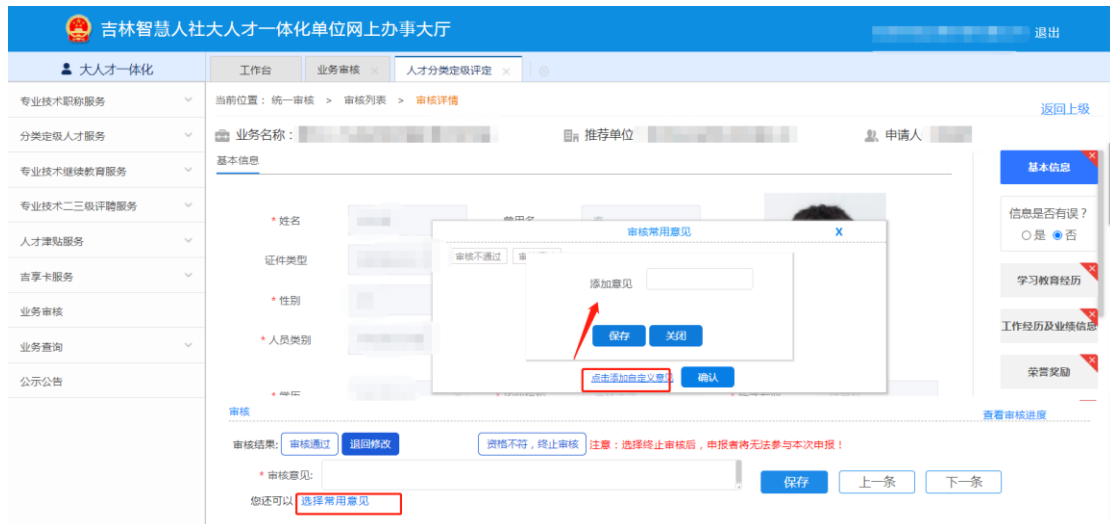 吉林智慧人社大人才一体化单位网上办事大厅
退出
大人才一体化
工作台 业务审核 人才分类定级评定
专业技术职称服务
分类定级人才服务
专业技术继续教育服务
专业技术二三级评聘服务
人才津贴服务
吉享卡服务
业务审核
业务查询
公示公告
当前位置：统一审核 > 审核列表 > 审核详情
返回上级
业务名称： 推荐单位 申请人
基本信息
* 姓名
证件类型
* 性别
* 人员类别
审核常用意见 X
审核不通过
添加意见
保存 关闭
点击添加自定义意见 确认
基本信息
信息是否有误？
是 否
学习教育经历
工作经历及业绩信息
荣誉奖励
审核
查看审核进度
审核结果: 审核通过 退回修改 资格不符，终止审核 注意：选择终止审核后，申报者将无法参与本次申报！
* 审核意见:
保存 上一条 下一条
您还可以 选择常用意见